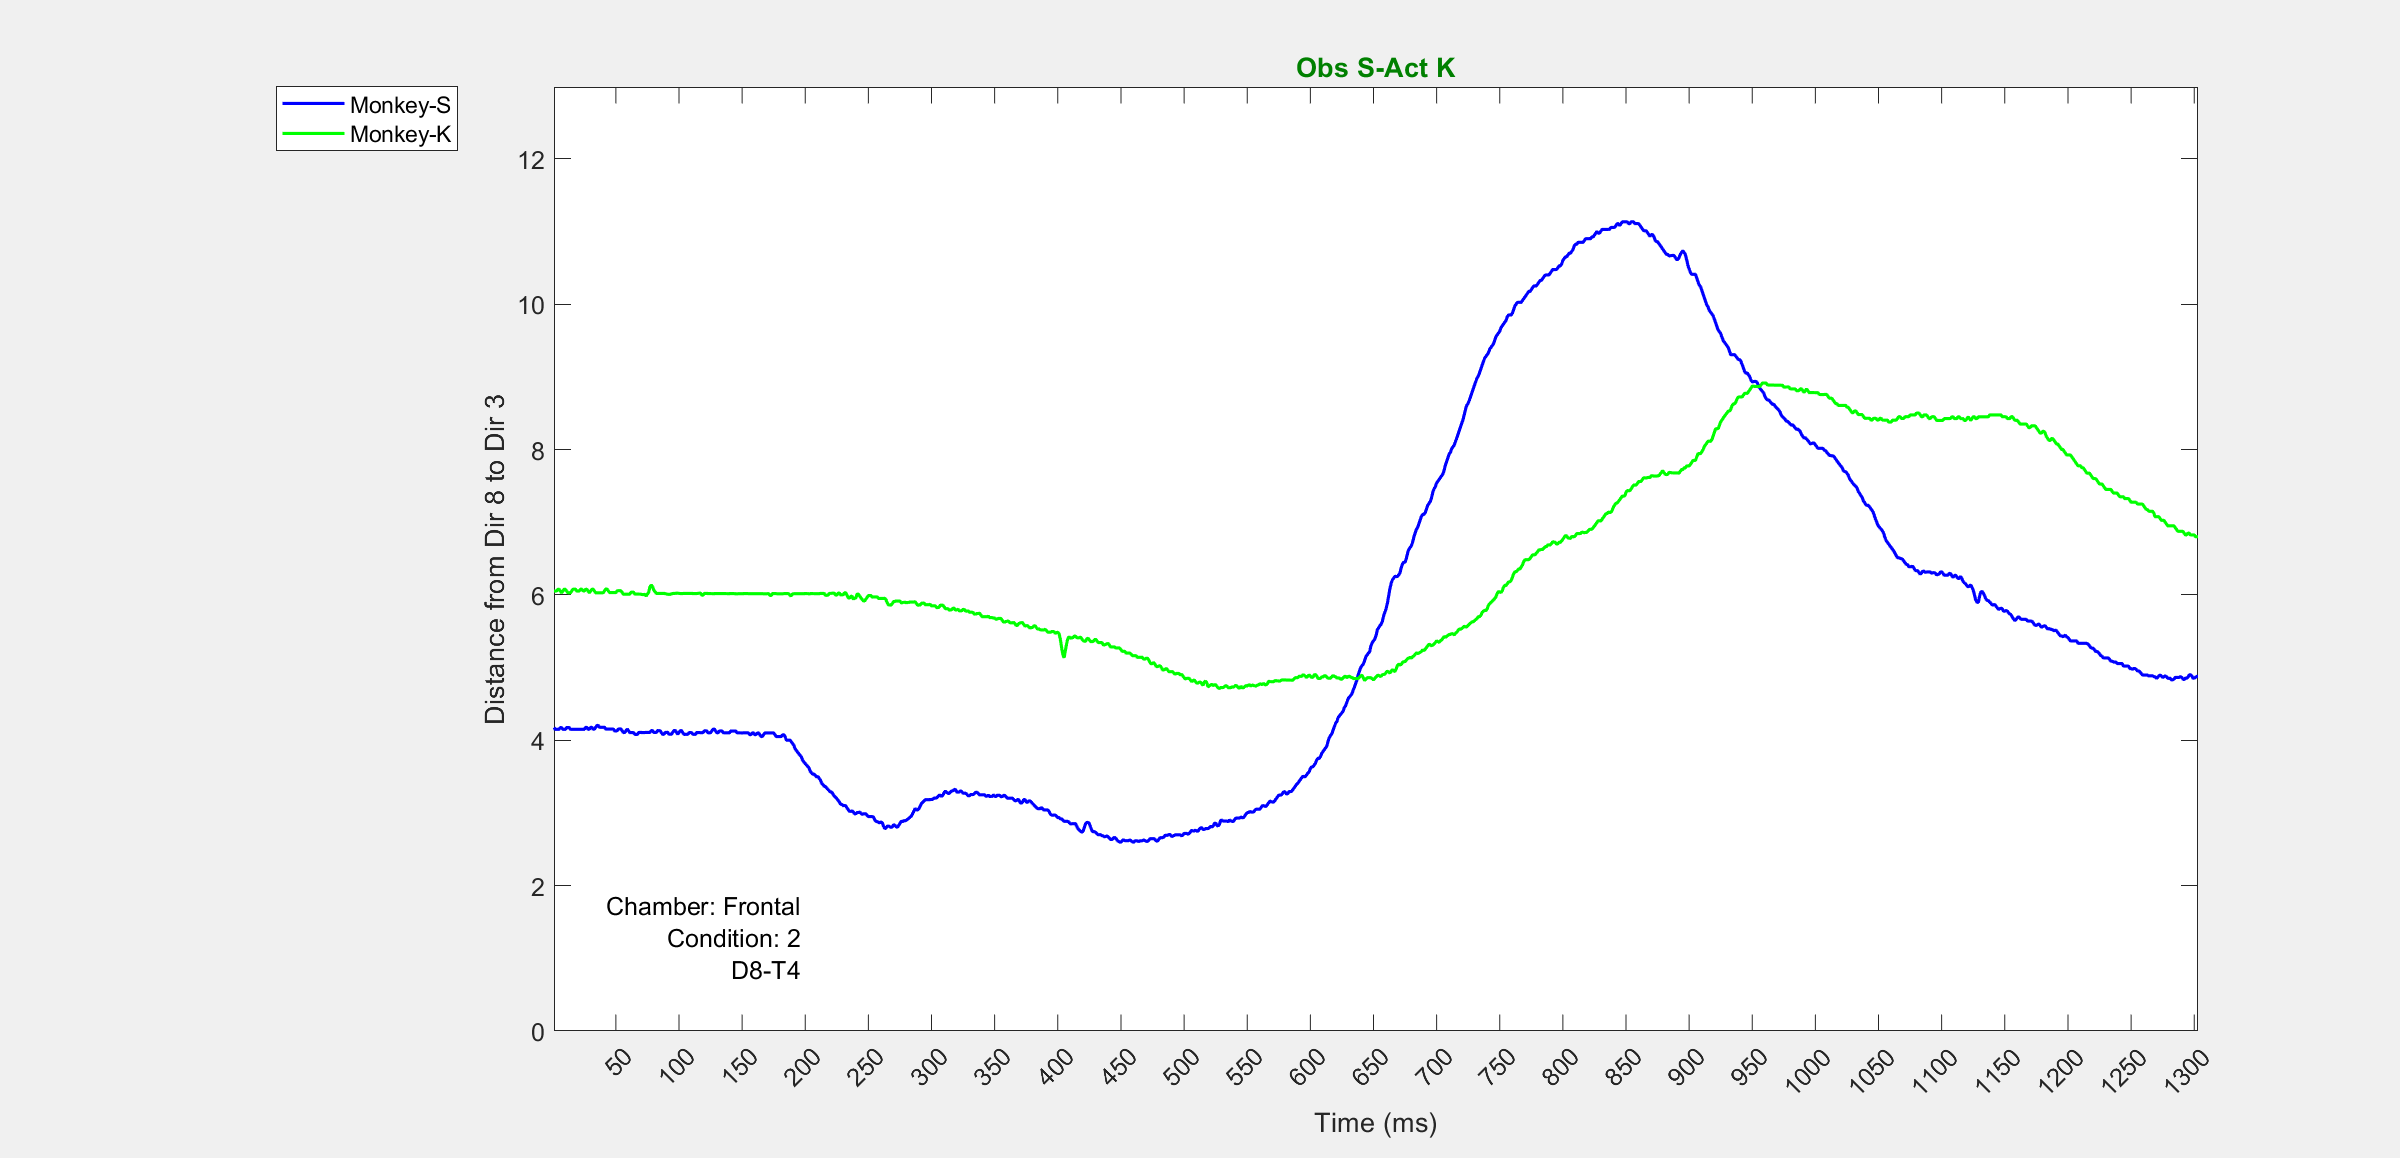 Obs S-Act K
Monkey-S
Monkey-K
Distance from Dir 8 to Dir 3
12
10
8
6
4
2
0
Chamber: Frontal
Condition: 2
D8-T4
50 100 150 200 250 300 350 400 450 500 550 600 650 700 750 800 850 900 950 1000 1050 1100 1150 1200 1250 1300
Time (ms)